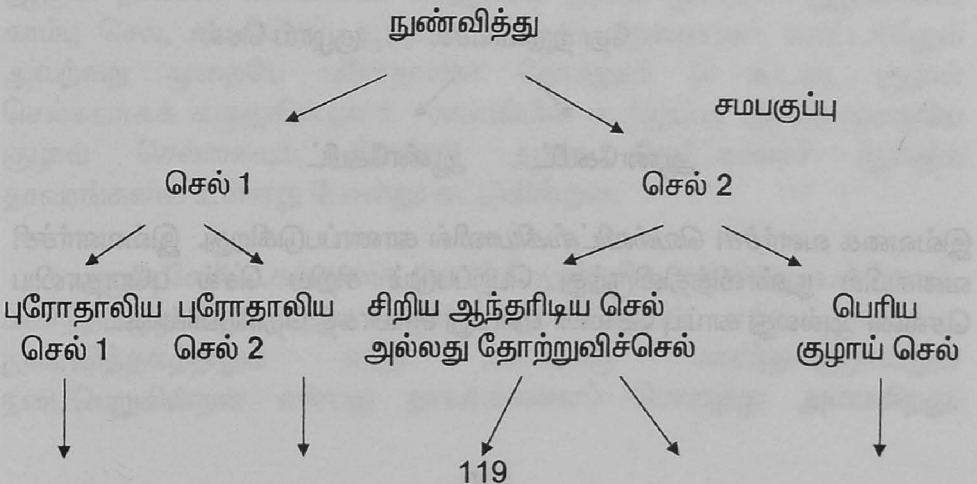 நுண்வித்து
சமபகுப்பு
செல் 1 செல் 2
புரோதாலிய புரோதாலிய சிறிய ஆந்தரிடிய செல் பெரிய
செல் 1 செல் 2 அல்லது தோற்றுவிச்செல் குழாய் செல்
119